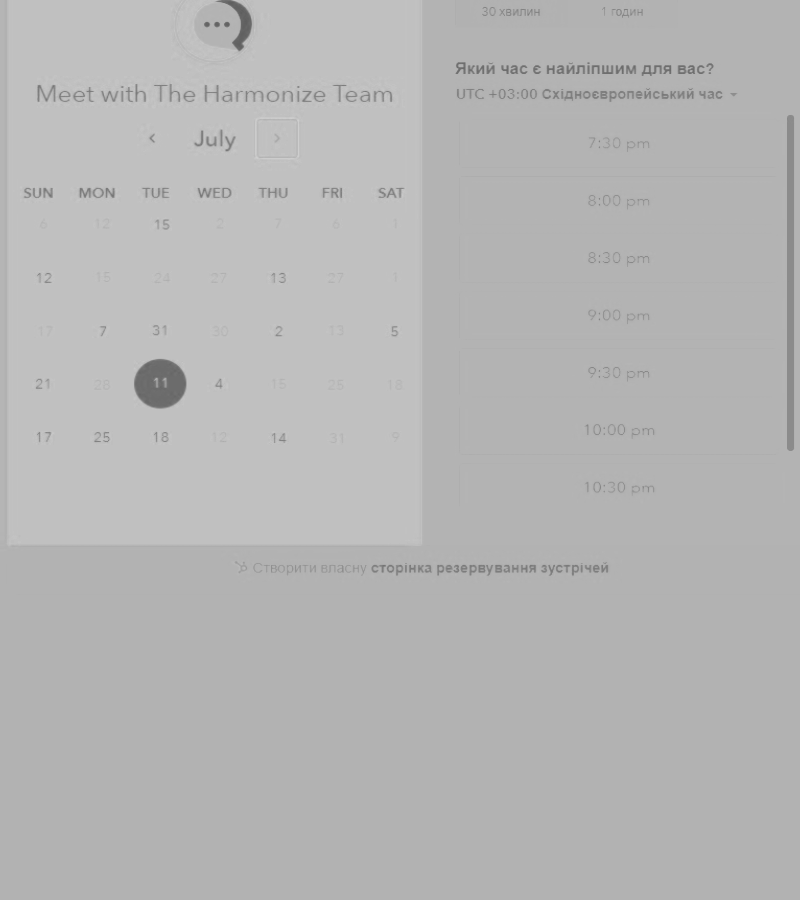 30 хвилин 1 годин
Який час є найліпшим для вас?
UTC +03:00 Східноєвропейський час
Meet with The Harmonize Team
July
SUN MON TUE WED THU FRI SAT
6 12 15 2 7 6 1
12 15 24 27 13 27 1
17 7 31 30 2 13 5
21 28 11 4 15 25 18
17 25 18 12 14 31 9
7:30 pm
8:00 pm
8:30 pm
9:00 pm
9:30 pm
10:00 pm
10:30 pm
Створити власну сторінка резервування зустрічей